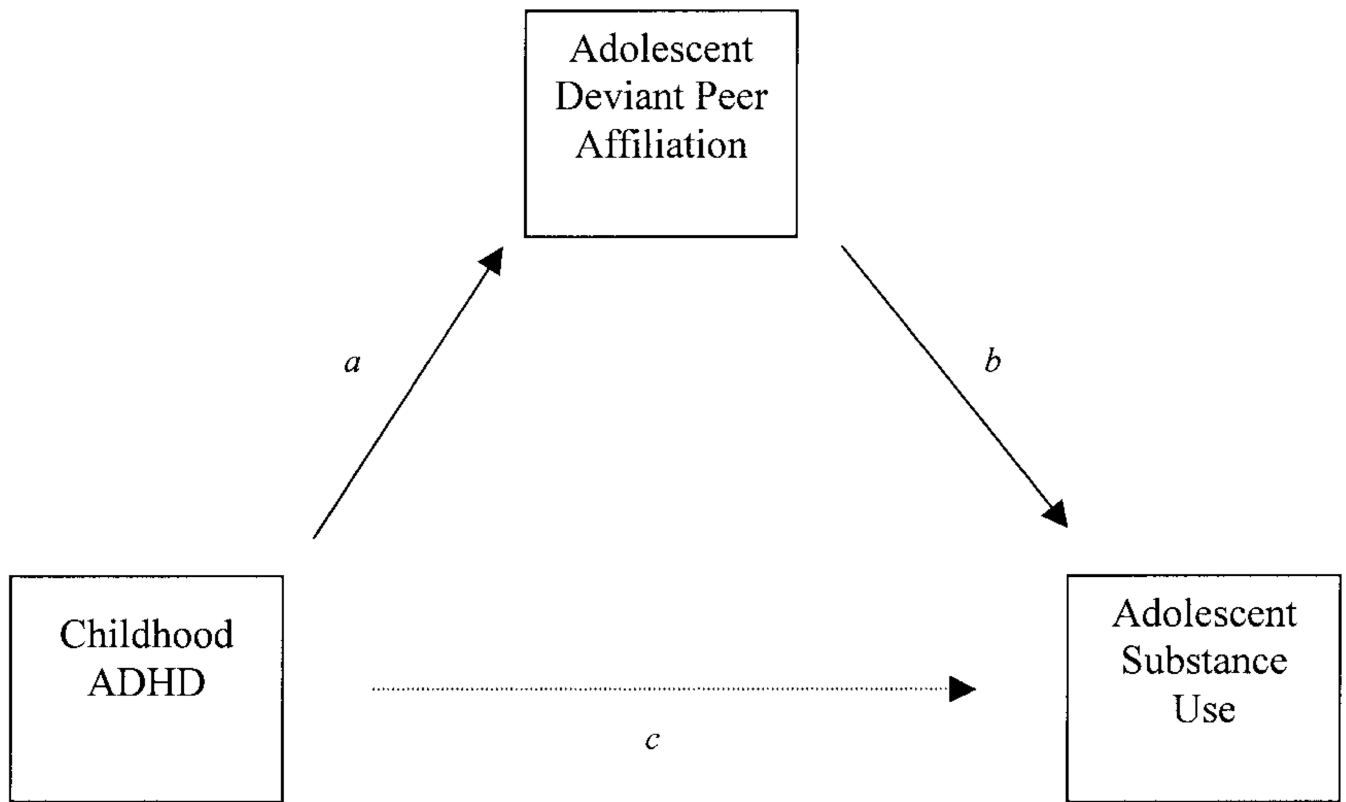 Adolescent
Deviant Peer
Affiliation
a
b
Childhood
ADHD
c
Adolescent
Substance
Use